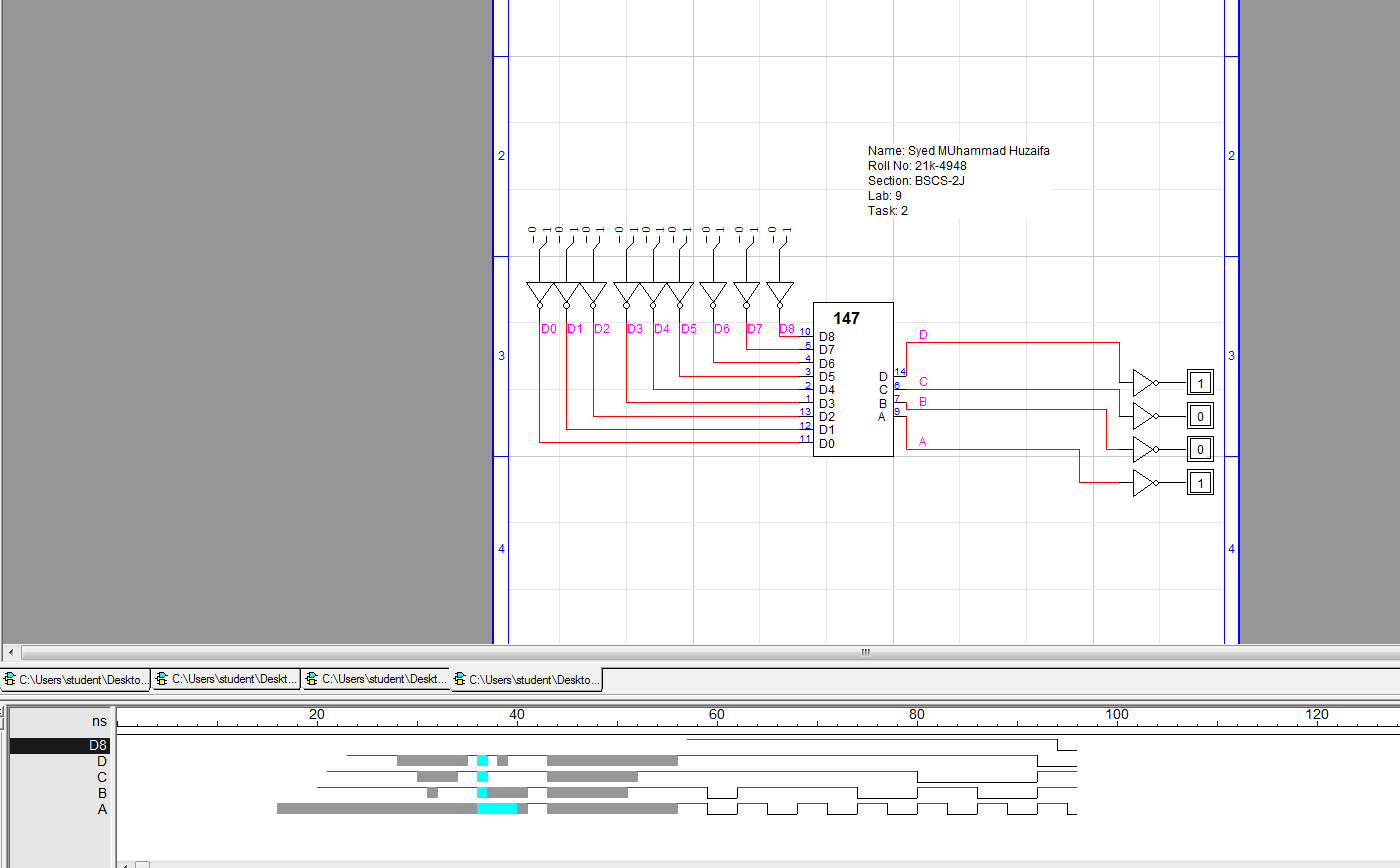 2
2
Name: Syed MUhammad Huzaifa
Roll No: 21k-4948
Section: BSCS-2J
Lab: 9
Task: 2
0 1 0 1 0 1 0 1 0 1 0 1 0 1 0 1 0 1
D0 D1 D2 D3 D4 D5 D6 D7 D8
147
10 D8
5 D7
4 D6
3 D5
2 D4
1 D3
13 D2
12 D1
11 D0
D 14 D
C 6 C
B 7 B
A 9 A
1
0
0
1
3
3
4
4
C:\Users\student\Deskto...
C:\Users\student\Deskt...
C:\Users\student\Deskt...
C:\Users\student\Deskto...
ns 20 40 60 80 100 120
D8
D
C
B
A